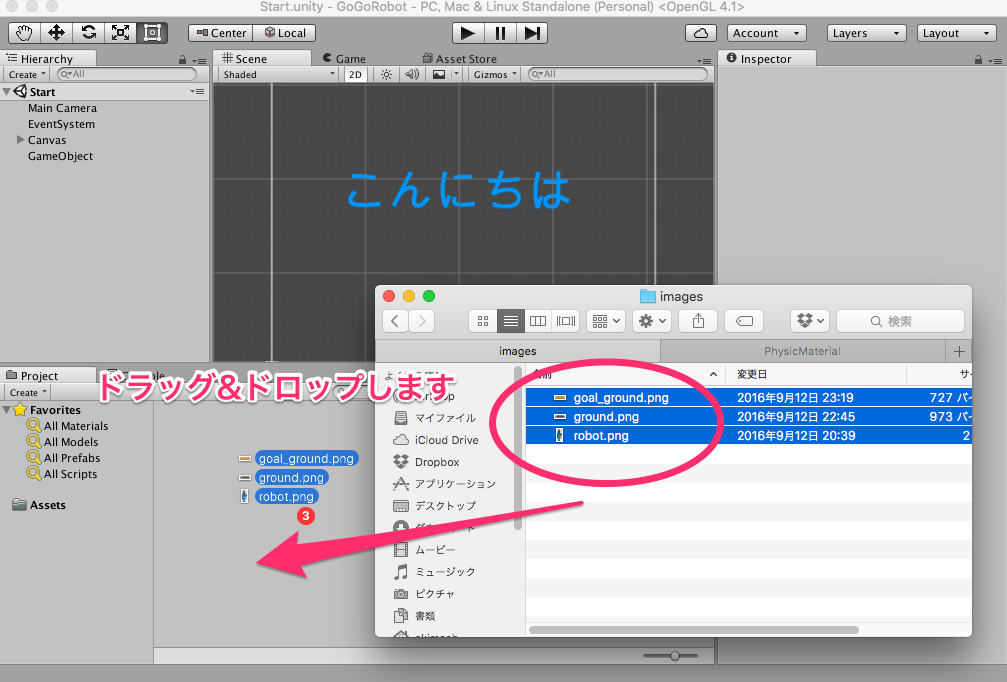 Start.unity - GoGoRobot - PC, Mac & Linux Standalone (Personal) <OpenGL 4.1>
Center Local Account Layers Layout
Hierarchy Scene Game Asset Store Inspector
Create All Shaded 2D Gizmos All
Start
Main Camera
EventSystem
Canvas
GameObject
こんにちは
images
検索
images PhysicMaterial
Project
ドラッグ&ドロップします
名前 変更日 サ
Create
Favorites
All Materials
All Models
All Prefabs
All Scripts
Assets
goal_ground.png
ground.png
robot.png
3
マイファイル
iCloud Drive
Dropbox
アプリケーション
デスクトップ
ムービー
ミュージック
ピクチャ
書類
goal_ground.png 2016年9月12日 23:19 727 バイ
ground.png 2016年9月12日 22:45 973 バイ
robot.png 2016年9月12日 20:39 2